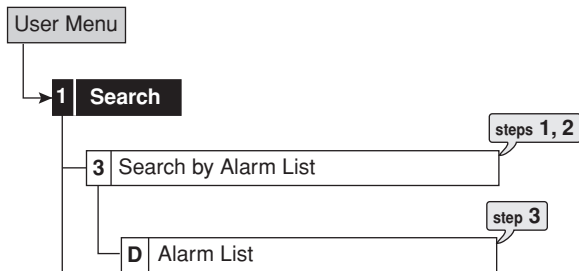 User Menu
1 Search
steps 1, 2
3 Search by Alarm List
step 3
D Alarm List